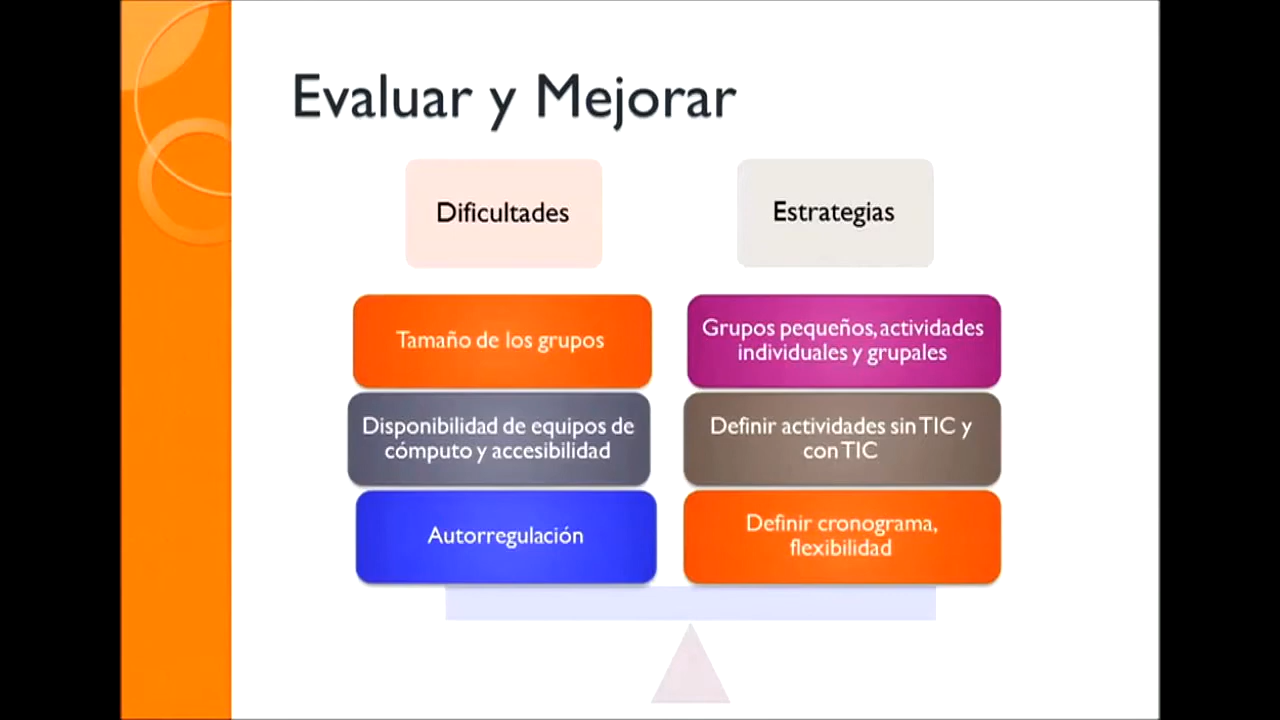 Evaluar y Mejorar
Dificultades
Estrategias
Tamaño de los grupos
Grupos pequeños, actividades
individuales y grupales
Disponibilidad de equipos de
cómputo y accesibilidad
Definir actividades sin TIC y
con TIC
Autorregulación
Definir cronograma,
flexibilidad